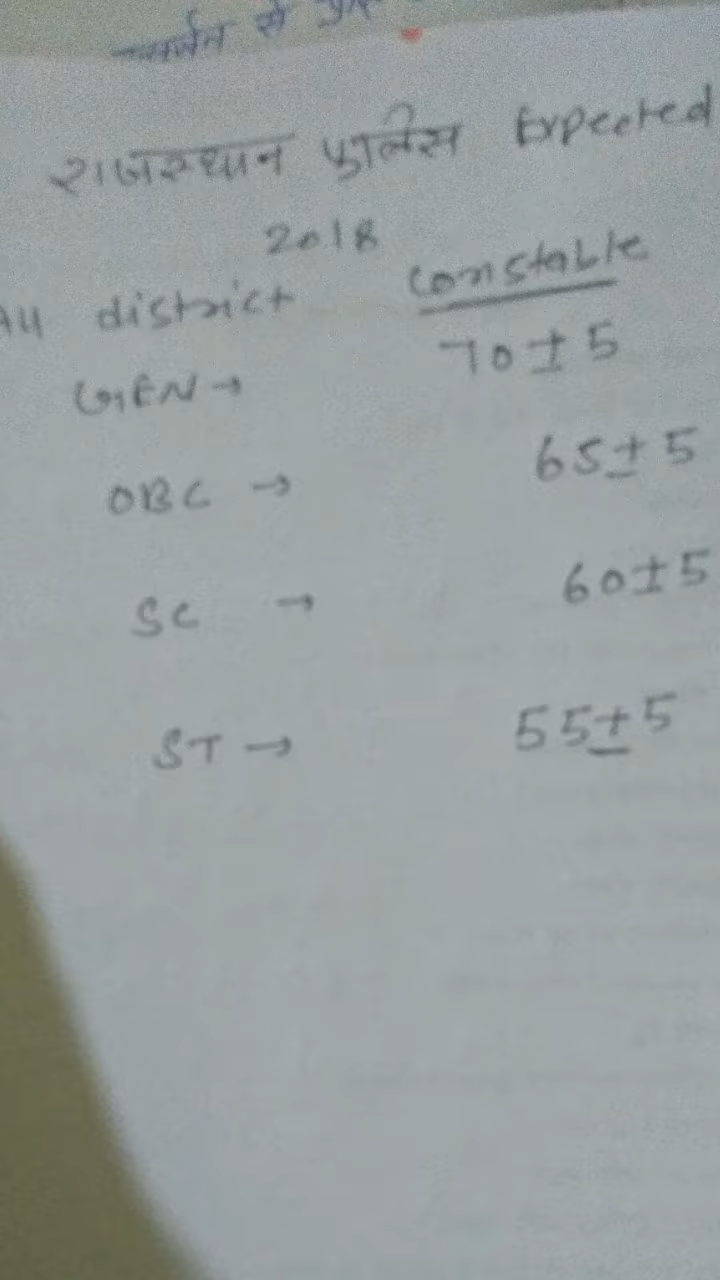 से
राजस्थान पुलिस Expected
2018
All district constable
GEN → 70 ± 5
OBC → 65 ± 5
SC → 60 ± 5
ST → 55 ± 5